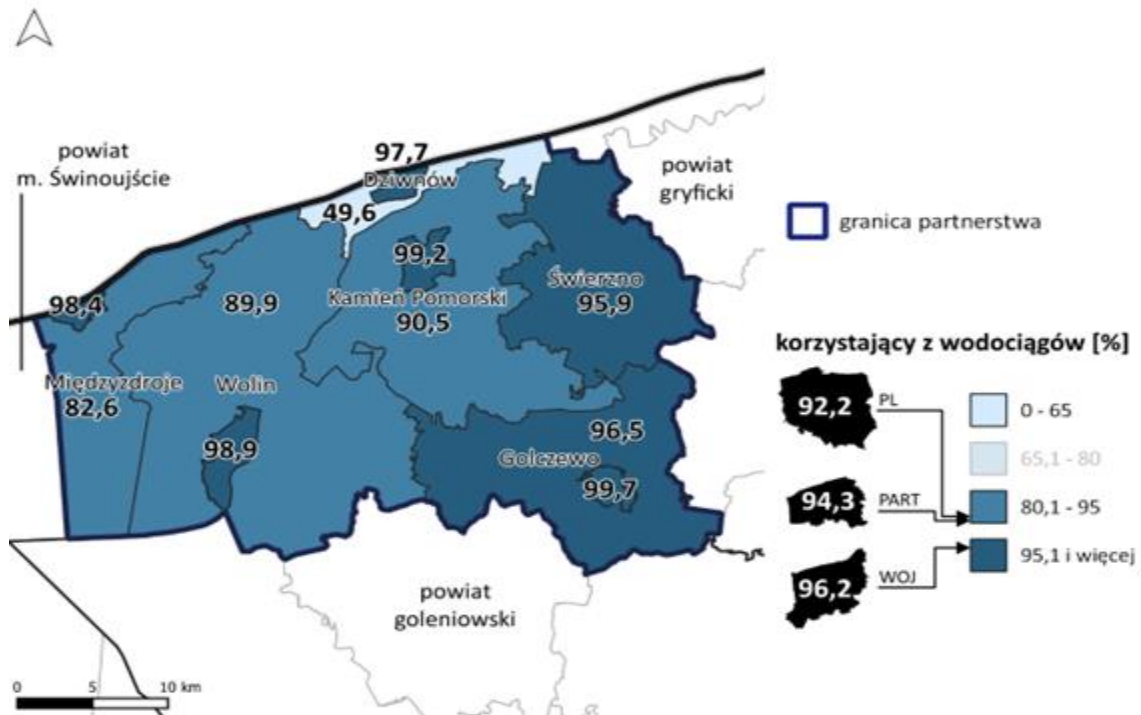 powiat
m. Świnoujście
97,7
Dziwnów
49,6
powiat
gryficki
99,2
98,4
89,9
Kamień Pomorski
90,5
Świerzno
95,9
Międzyzdroje
82,6
Wolin
98,9
96,5
Golczewo
99,7
powiat
goleniowski
0 5 10 km
granica partnerstwa
korzystający z wodociągów [%]
92,2 PL
94,3 PART
96,2 WOJ
0 - 65
65,1 - 80
80,1 - 95
95,1 i więcej